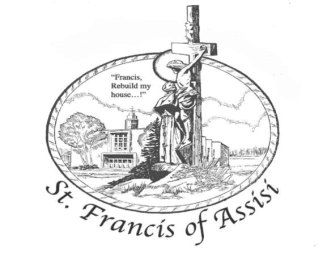 "Francis,
Rebuild my
house...!"
St. Francis of Assisi